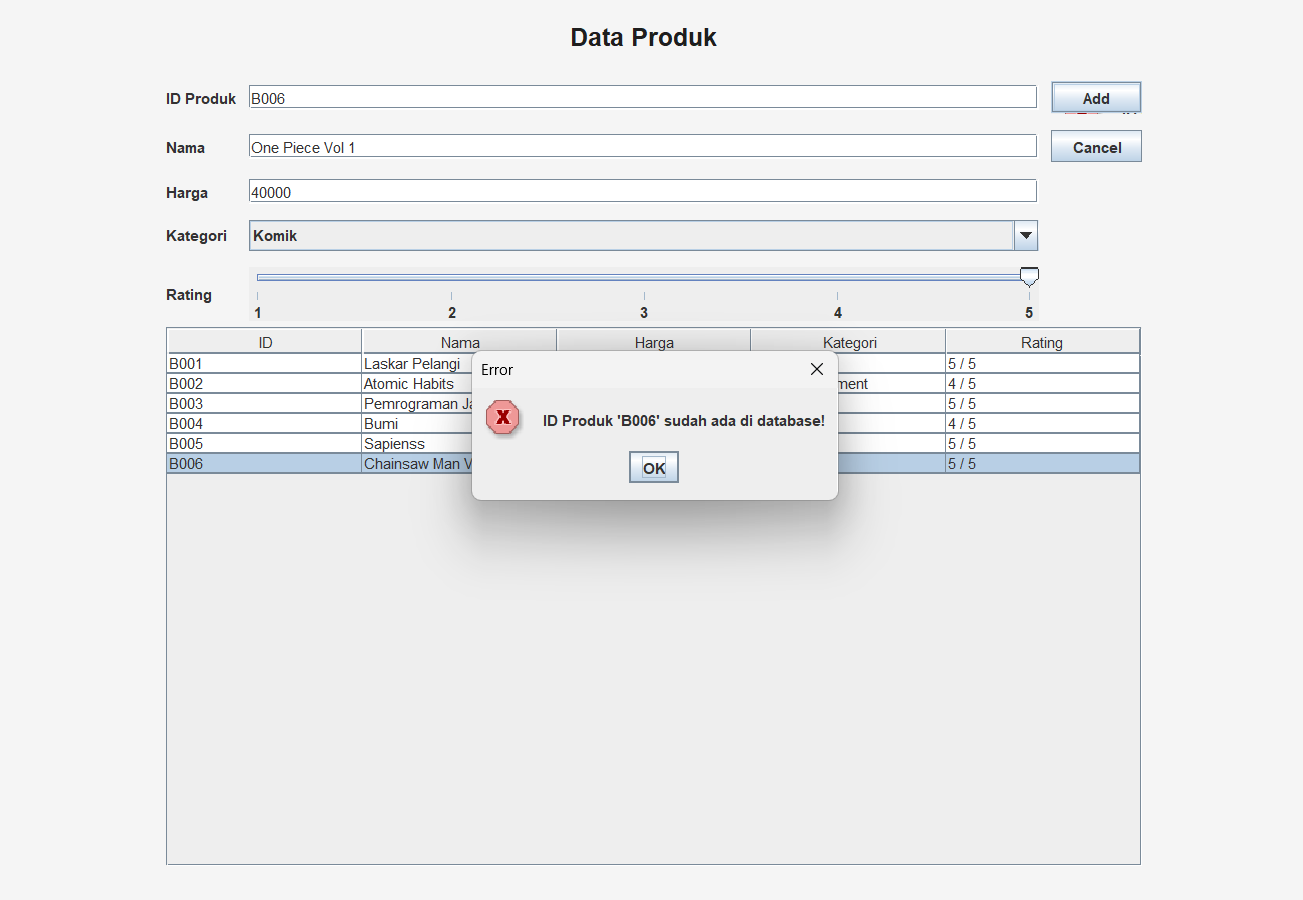 Data Produk
ID Produk B006 Add
Nama One Piece Vol 1 Cancel
Harga 40000
Kategori Komik
Rating
1 2 3 4 5
ID Nama Harga Kategori Rating
B001 Laskar Pelangi 5 / 5
B002 Atomic Habits 4 / 5
B003 Pemrograman 5 / 5
B004 Bumi 4 / 5
B005 Sapienss 5 / 5
B006 Chainsaw Man 5 / 5
Error
X
ID Produk 'B006' sudah ada di database!
OK